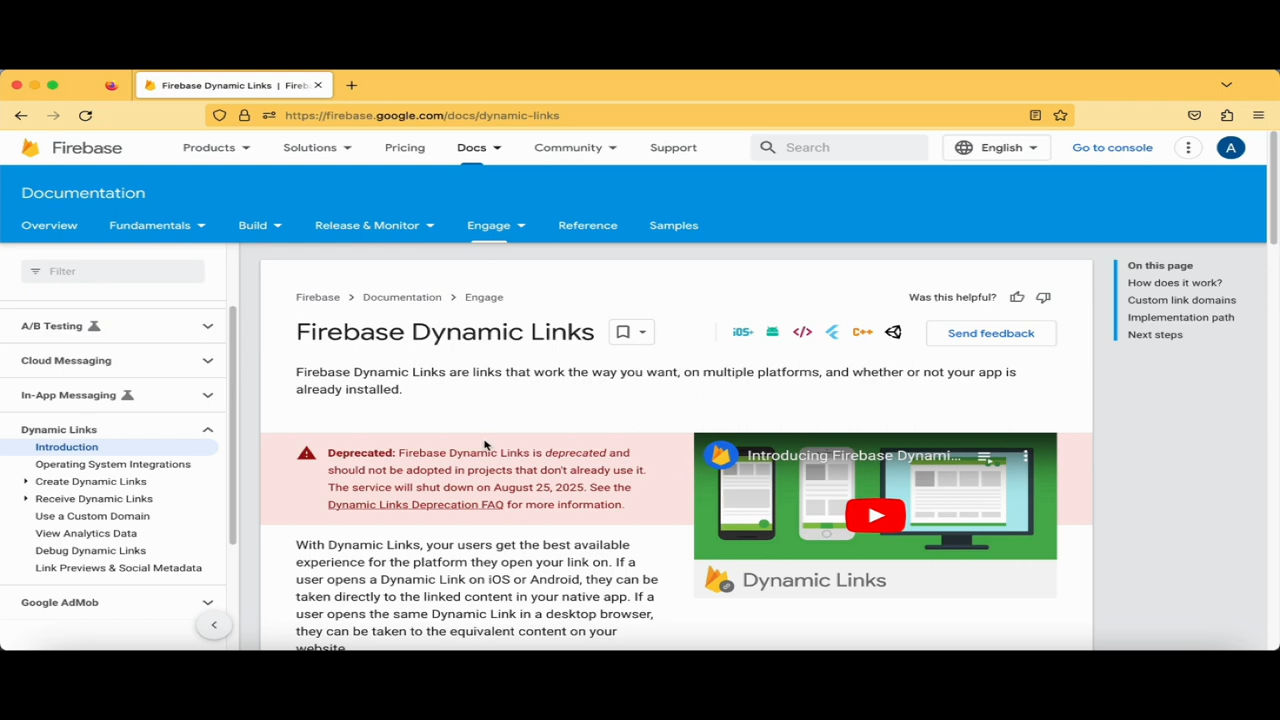 Firebase Dynamic Links | Fireb
https://firebase.google.com/docs/dynamic-links
Firebase Products Solutions Pricing Docs Community Support Search English Go to console A
Documentation
Overview Fundamentals Build Release & Monitor Engage Reference Samples
Filter
A/B Testing
Cloud Messaging
In-App Messaging
Dynamic Links
Introduction
Operating System Integrations
Create Dynamic Links
Receive Dynamic Links
Use a Custom Domain
View Analytics Data
Debug Dynamic Links
Link Previews & Social Metadata
Google AdMob
Firebase > Documentation > Engage
Was this helpful?
Firebase Dynamic Links
iOS+ </> C++
Send feedback
Firebase Dynamic Links are links that work the way you want, on multiple platforms, and whether or not your app is
already installed.
Deprecated: Firebase Dynamic Links is deprecated and
should not be adopted in projects that don't already use it.
The service will shut down on August 25, 2025. See the
Dynamic Links Deprecation FAQ for more information.
Introducing Firebase Dynami...
Dynamic Links
With Dynamic Links, your users get the best available
experience for the platform they open your link on. If a
user opens a Dynamic Link on iOS or Android, they can be
taken directly to the linked content in your native app. If a
user opens the same Dynamic Link in a desktop browser,
they can be taken to the equivalent content on your
website.
On this page
How does it work?
Custom link domains
Implementation path
Next steps